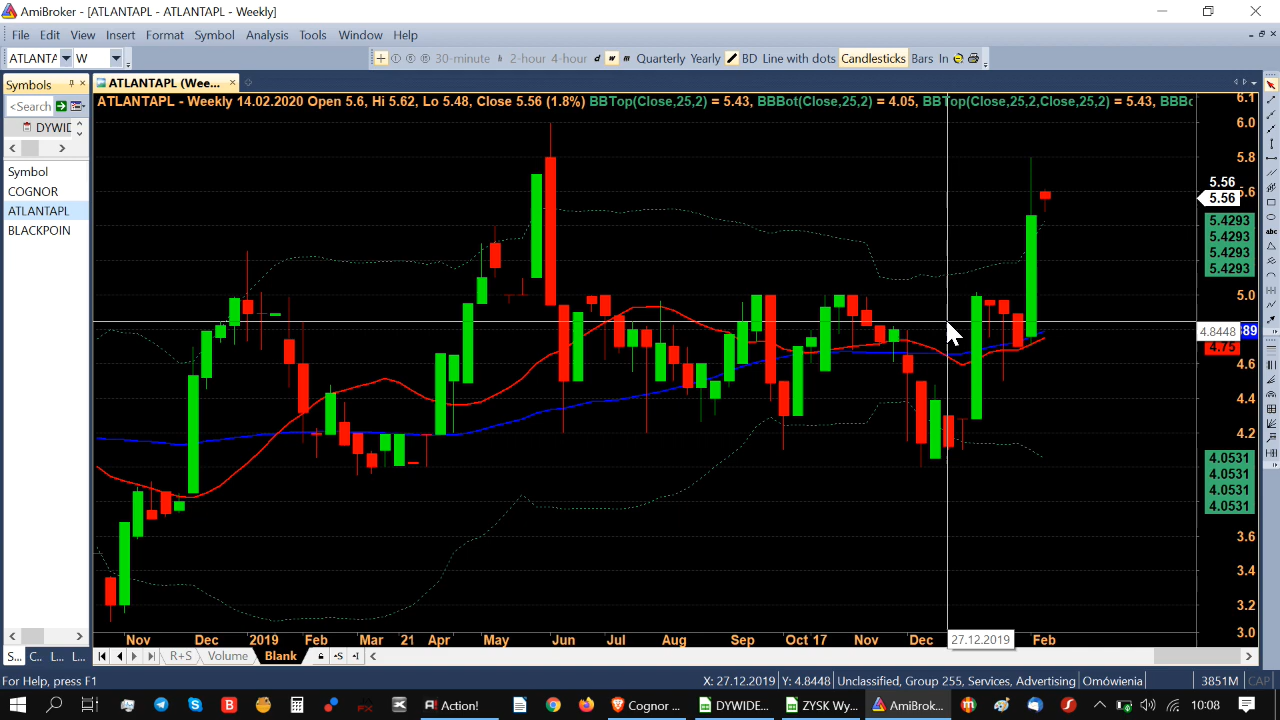 AmiBroker - [ATLANTAPL - ATLANTAPL - Weekly]
File Edit View Insert Format Symbol Analysis Tools Window Help
ATLANTA W 30-minute h 2-hour 4-hour d w m Quarterly Yearly BD Line with dots Candlesticks Bars In
Symbols
ATLANTAPL (Wee...
<Search
DYWIDE
Symbol
COGNOR
ATLANTAPL
BLACKPOIN
ATLANTAPL - Weekly 14.02.2020 Open 5.6, Hi 5.62, Lo 5.48, Close 5.56 (1.8%) BBTop(Close,25,2) = 5.43, BBBot(Close,25,2) = 4.05, BBTop(Close,25,2,Close,25,2) = 5.43, BBBo
6.1
6.0
5.8
5.56
5.56
5.4293
5.4293
5.4293
5.4293
5.0
4.8448
:89
4.75
4.6
4.4
4.2
4.0531
4.0531
4.0531
4.0531
3.6
3.4
3.2
3.0
Nov Dec 2019 Feb Mar 21 Apr May Jun Jul Aug Sep Oct 17 Nov Dec 27.12.2019 Feb
S... C... L... L... R+S Volume Blank
For Help, press F1
X: 27.12.2019 Y: 4.8448 Unclassified, Group 255, Services, Advertising Omówienia 3851M CAP
Action! Cognor ... DYWIDE... ZYSK Wy... AmiBrok... 10:08